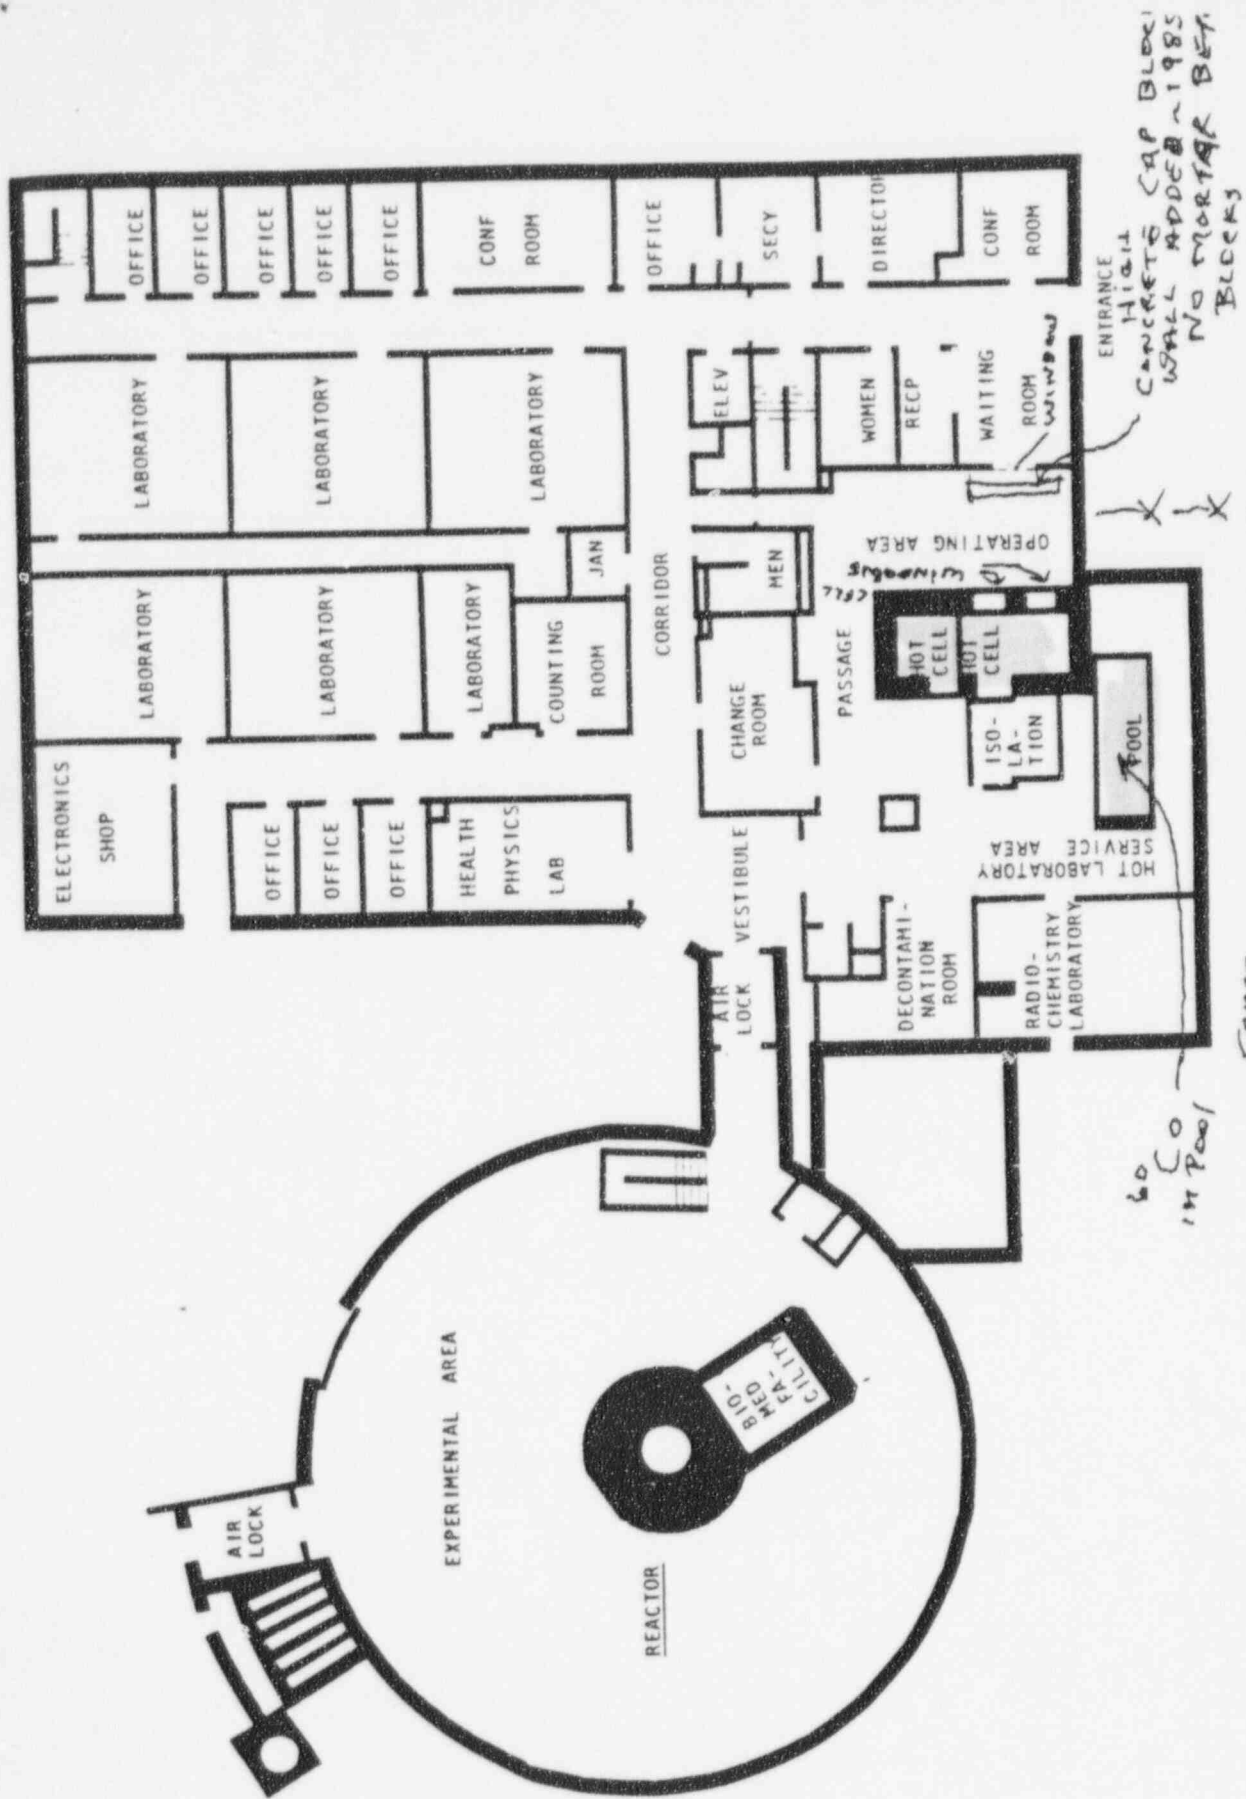 OFFICE
OFFICE
OFFICE
OFFICE
OFFICE
CONF
ROOM
OFFICE
SECY
DIRECTOR
CONF
ROOM
LABORATORY
LABORATORY
LABORATORY
ELEV
WOMEN
RECP
WAITING
ROOM
WINDOW
ENTRANCE
HIGH
CONCRETE CAP BLOC
WALL ADDED ~1985
NO MORTAR BET.
BLOCKS
LABORATORY
LABORATORY
LABORATORY
COUNTING
ROOM
JAN
CORRIDOR
MEN
CHANGE
ROOM
PASSAGE
OPERATING AREA
CELL
WINDOWS
HOT
CELL
HOT
CELL
ISO-
LA-
TION
POOL
ELECTRONICS
SHOP
OFFICE
OFFICE
OFFICE
HEALTH
PHYSICS
LAB
VESTIBULE
HOT LABORATORY
SERVICE AREA
AIR
LOCK
DECONTAMI-
NATION
ROOM
RADIO-
CHEMISTRY
LABORATORY
60
CO
IN POOL
EXPERIMENTAL AREA
BIO-
MED
FA-
CILITY
AIR
LOCK
REACTOR